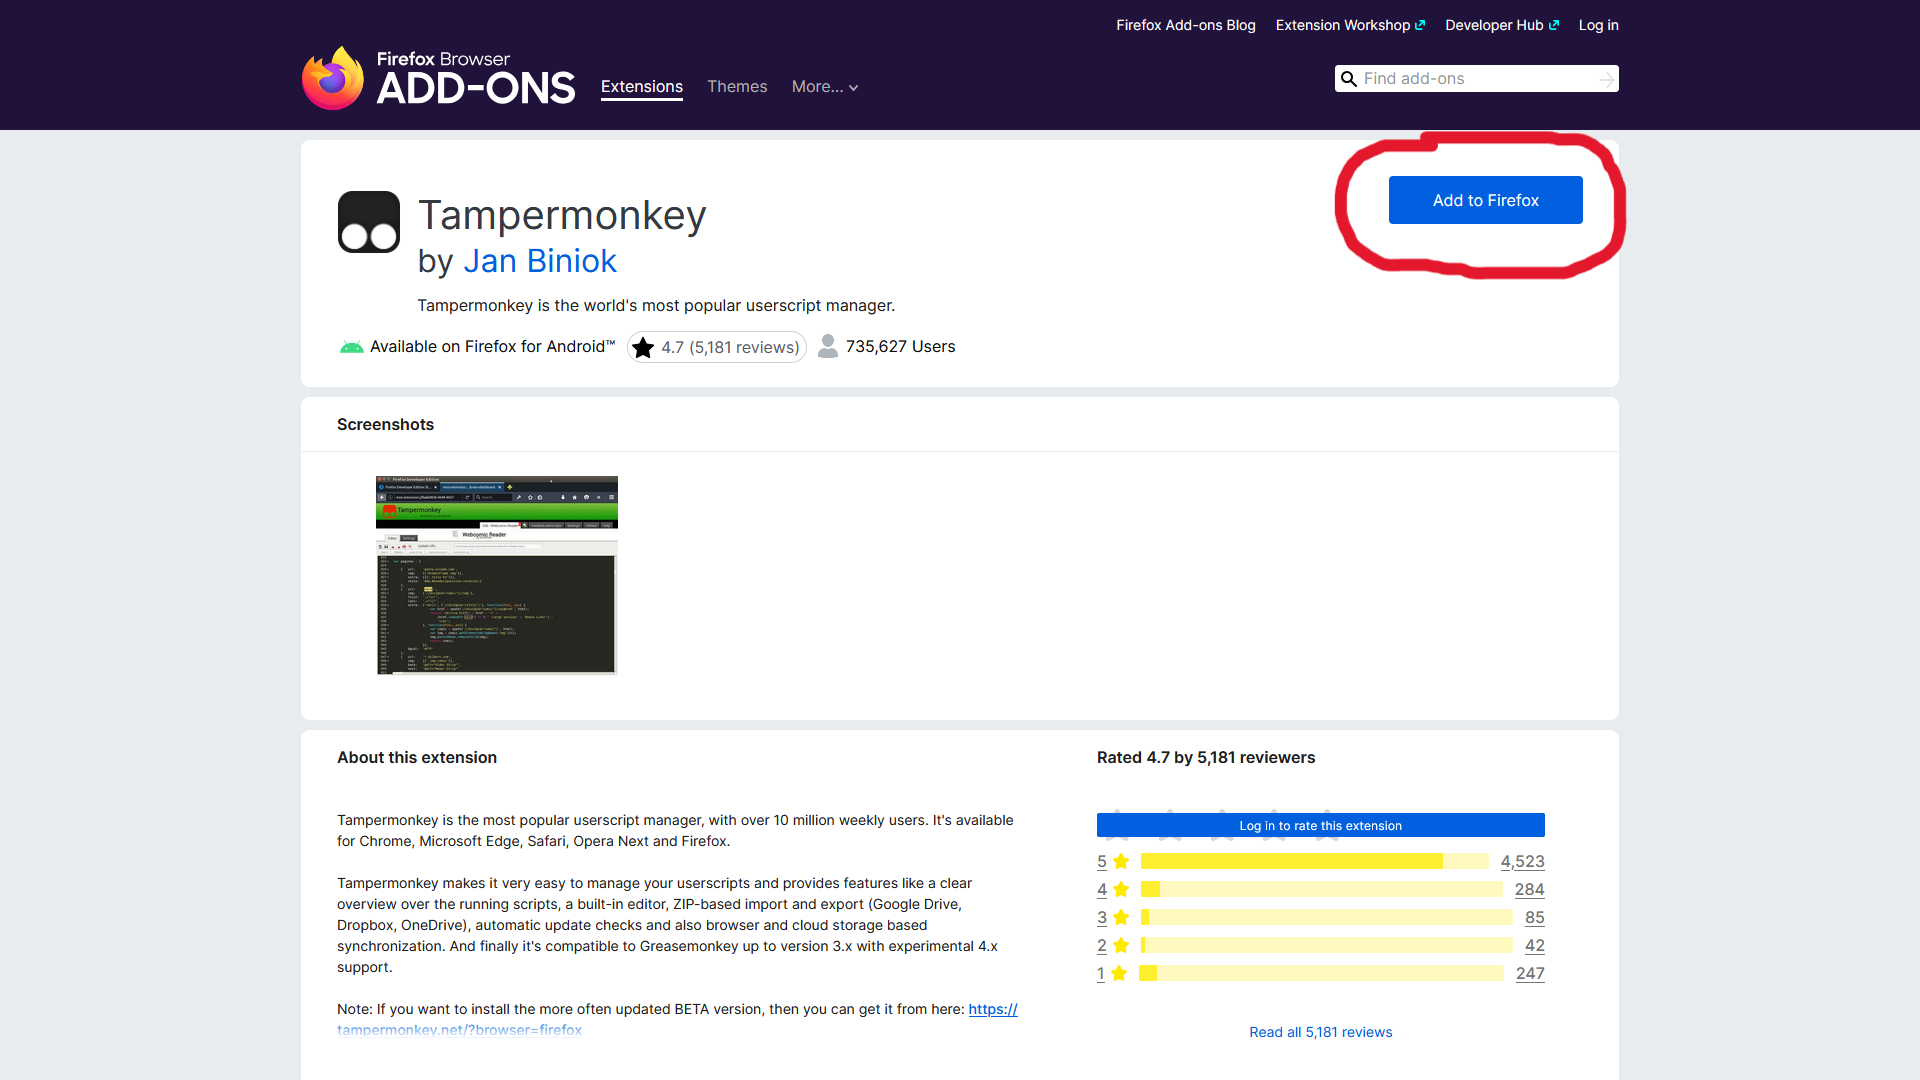 Firefox Add-ons Blog Extension Workshop Developer Hub Log in
Firefox Browser
ADD-ONS
Extensions Themes More...
Find add-ons
Add to Firefox
Tampermonkey
by Jan Biniok
Tampermonkey is the world's most popular userscript manager.
Available on Firefox for Android™ 4.7 (5,181 reviews) 735,627 Users
Screenshots
Tampermonkey
Webcomic Reader
About this extension
Tampermonkey is the most popular userscript manager, with over 10 million weekly users. It's available
for Chrome, Microsoft Edge, Safari, Opera Next and Firefox.
Tampermonkey makes it very easy to manage your userscripts and provides features like a clear
overview over the running scripts, a built-in editor, ZIP-based import and export (Google Drive,
Dropbox, OneDrive), automatic update checks and also browser and cloud storage based
synchronization. And finally it's compatible to Greasemonkey up to version 3.x with experimental 4.x
support.
Note: If you want to install the more often updated BETA version, then you can get it from here: https://
tampermonkey.net/?browser=firefox
Rated 4.7 by 5,181 reviewers
Log in to rate this extension
5 4,523
4 284
3 85
2 42
1 247
Read all 5,181 reviews